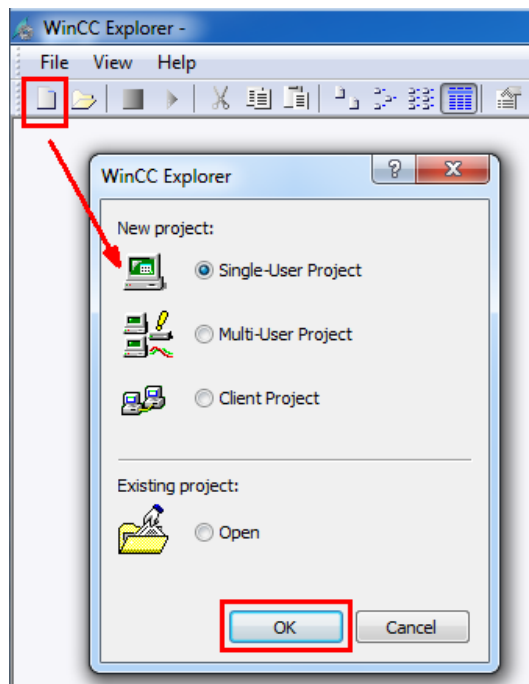 WinCC Explorer -
File View Help
WinCC Explorer
New project:
Single-User Project
Multi-User Project
Client Project
Existing project:
Open
OK Cancel